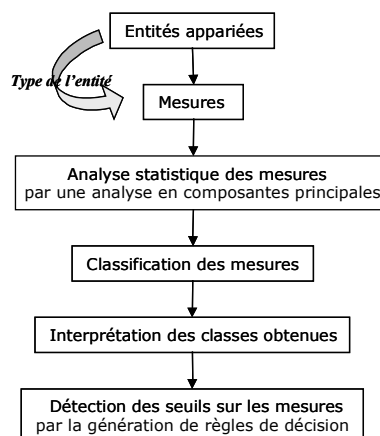 Entités appariées
Type de l'entité
Mesures
Analyse statistique des mesures
par une analyse en composantes principales
Classification des mesures
Interprétation des classes obtenues
Détection des seuils sur les mesures
par la génération de règles de décision